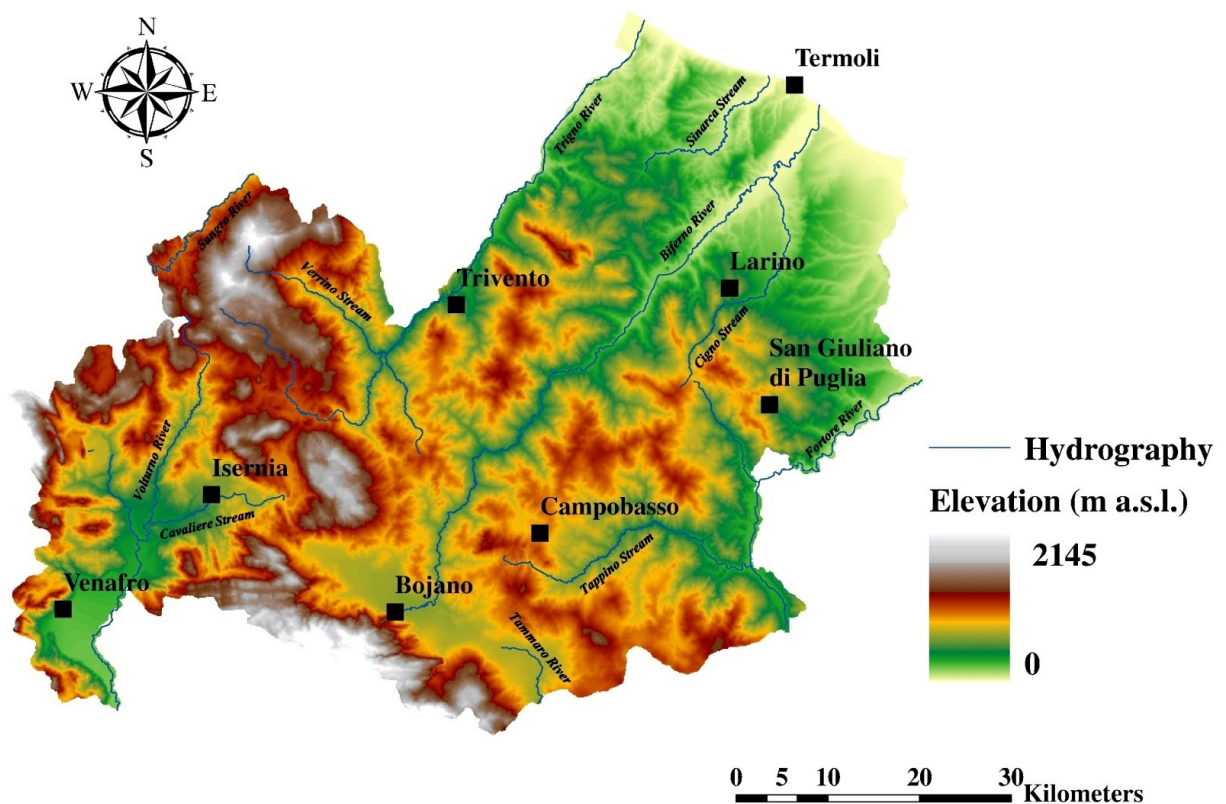 N
W
E
S
Termoli
Trigno River
Sinarca Stream
Sangro River
Biferno River
Verrino Stream
Trivento
Larino
Cigno Stream
San Giuliano
di Puglia
Fortore River
Volturno River
Isernia
Cavaliere Stream
Campobasso
Tappino Stream
Venafro
Bojano
Tammaro River
Hydrography
Elevation (m a.s.l.)
2145
0
0 5 10 20 30
Kilometers